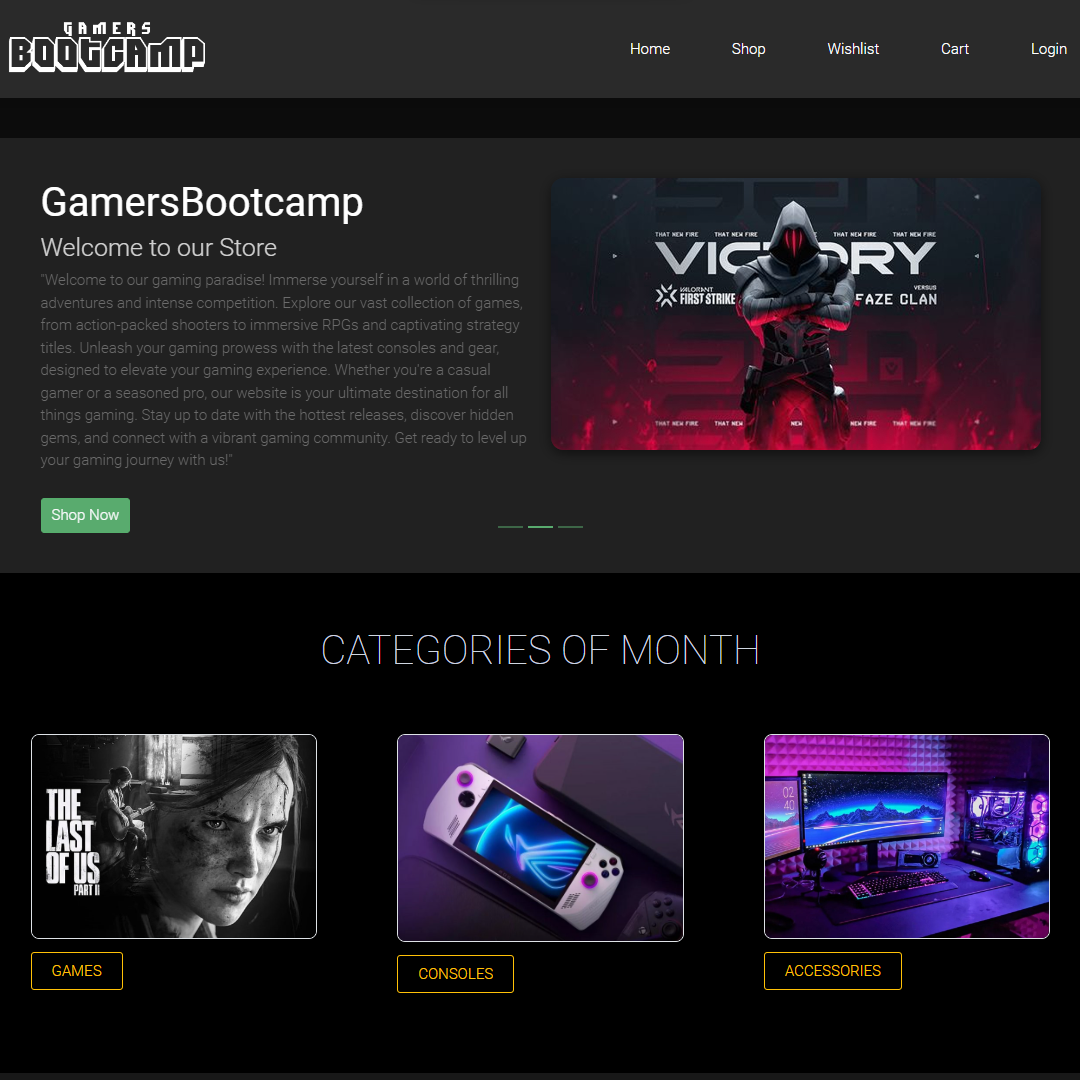 GAMERS
BOOTCAMP
Home
Shop
Wishlist
Cart
Login
GamersBootcamp
Welcome to our Store
"Welcome to our gaming paradise! Immerse yourself in a world of thrilling
adventures and intense competition. Explore our vast collection of games,
from action-packed shooters to immersive RPGs and captivating strategy
titles. Unleash your gaming prowess with the latest consoles and gear,
designed to elevate your gaming experience. Whether you're a casual
gamer or a seasoned pro, our website is your ultimate destination for all
things gaming. Stay up to date with the hottest releases, discover hidden
gems, and connect with a vibrant gaming community. Get ready to level up
your gaming journey with us!"
Shop Now
THAT NEW FIRE THAT NEW FIRE THAT NEW FIRE THAT NEW FIRE
VICTORY
VALORANT
FIRST STRIKE
VERSUS
FAZE CLAN
THAT NEW FIRE THAT NEW NEW THAT NEW FIRE THAT NEW FIRE
CATEGORIES OF MONTH
THE
LAST
OF US
PART II
02
40
GAMES
CONSOLES
ACCESSORIES